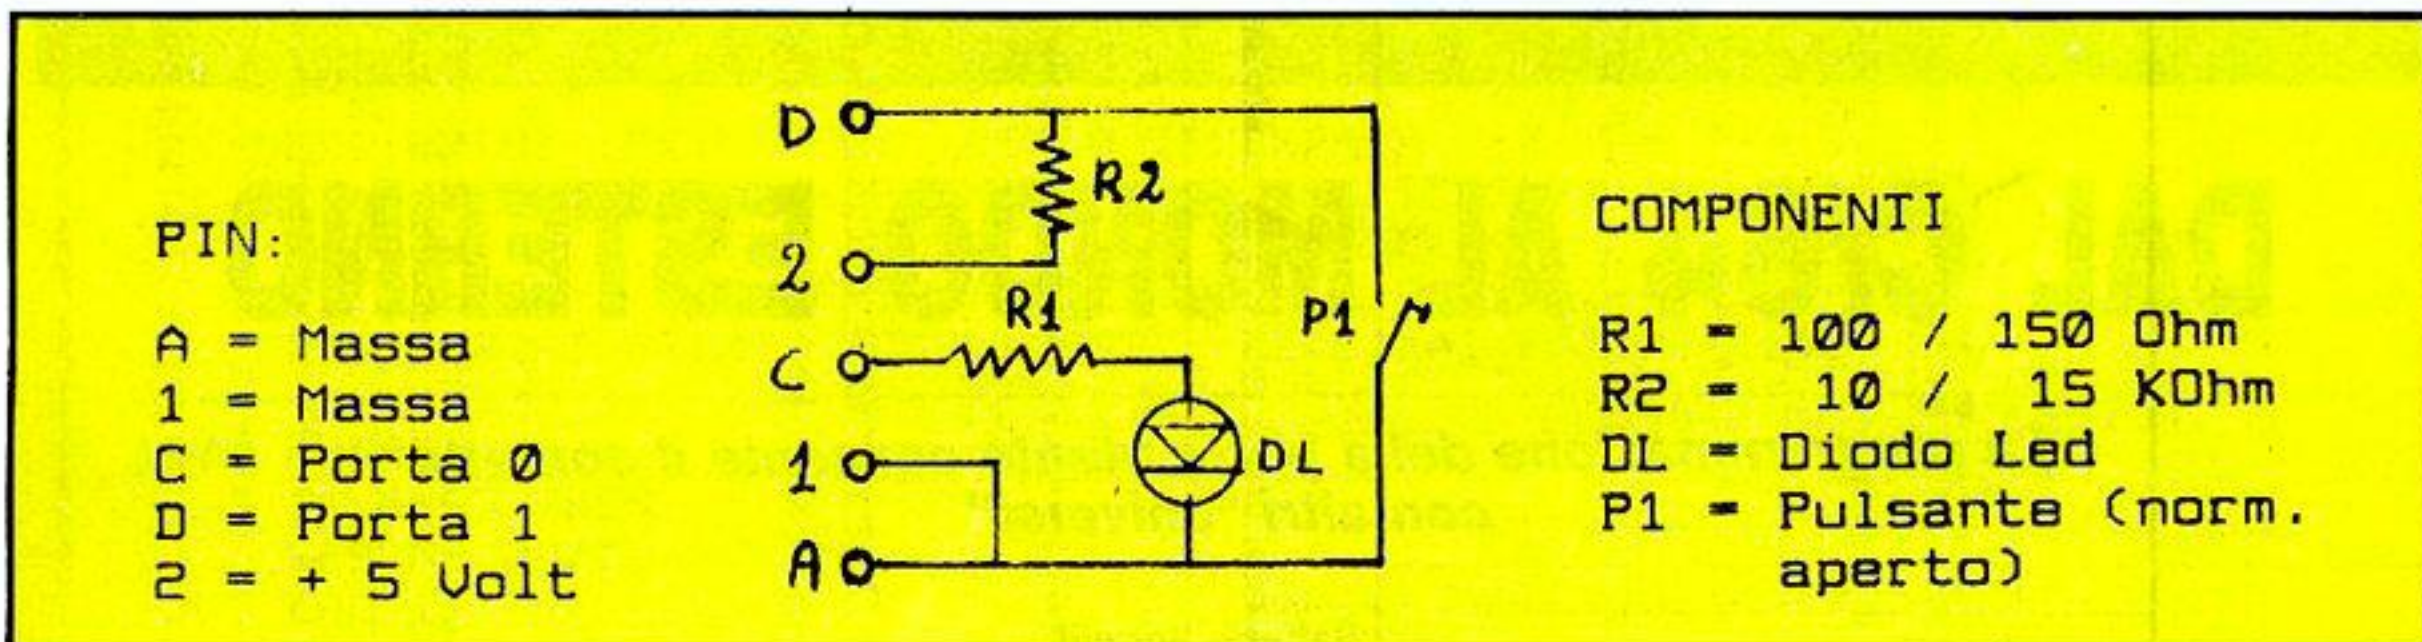 PIN:
A = Massa
1 = Massa
C = Porta 0
D = Porta 1
2 = + 5 Volt
D
R2
2
R1
P1
C
1
DL
A
COMPONENTI
R1 = 100 / 150 Ohm
R2 = 10 / 15 KOhm
DL = Diodo Led
P1 = Pulsante (norm.
aperto)